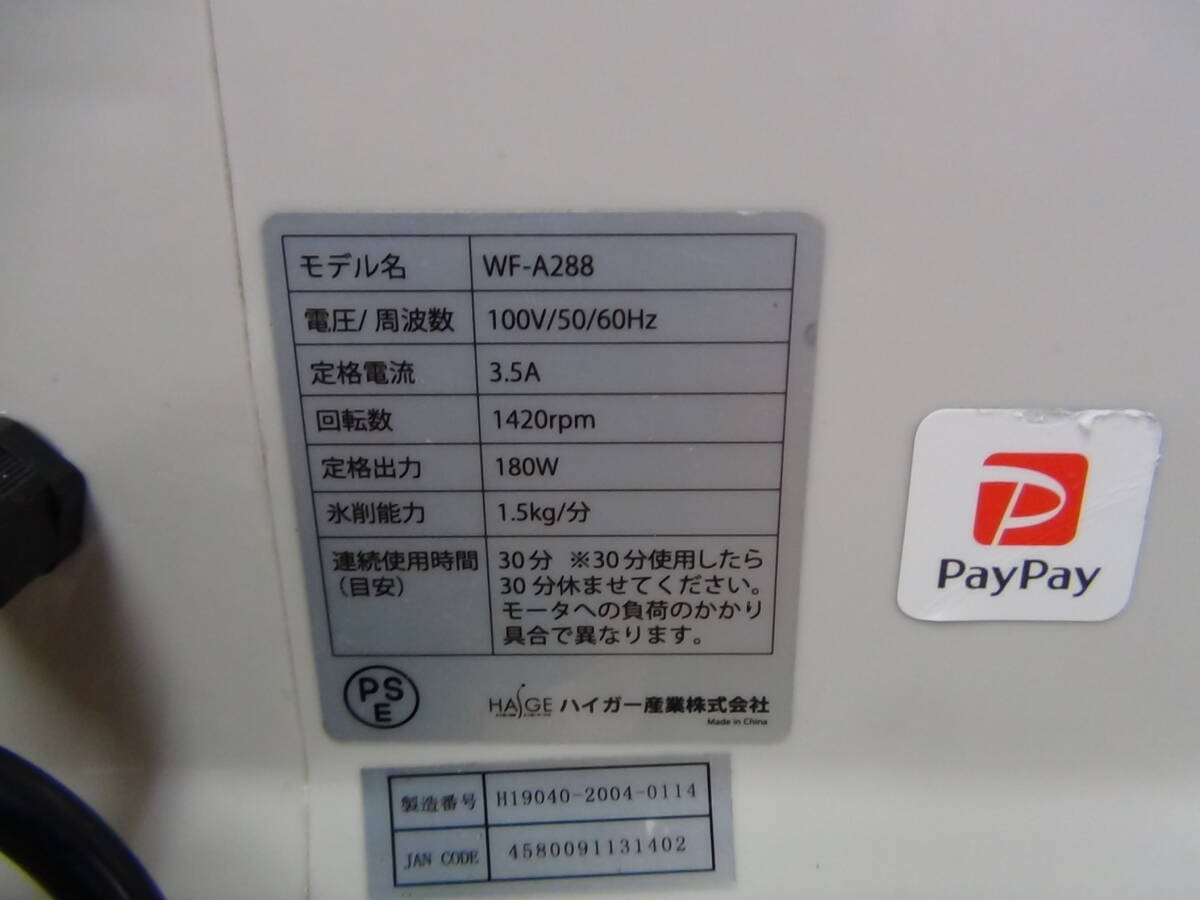 モデル名 WF-A288
電圧/ 周波数 100V/50/60Hz
定格電流 3.5A
回転数 1420rpm
定格出力 180W
氷削能力 1.5kg/分
連続使用時間 30分 ※30分使用したら
(目安) 30分休ませてください。
モータへの負荷のかかり
具合で異なります。
PS
E
HAIGE ハイガー産業株式会社
Made in China
製造番号 H19040-2004-0114
JAN CODE 4580091131402
PayPay